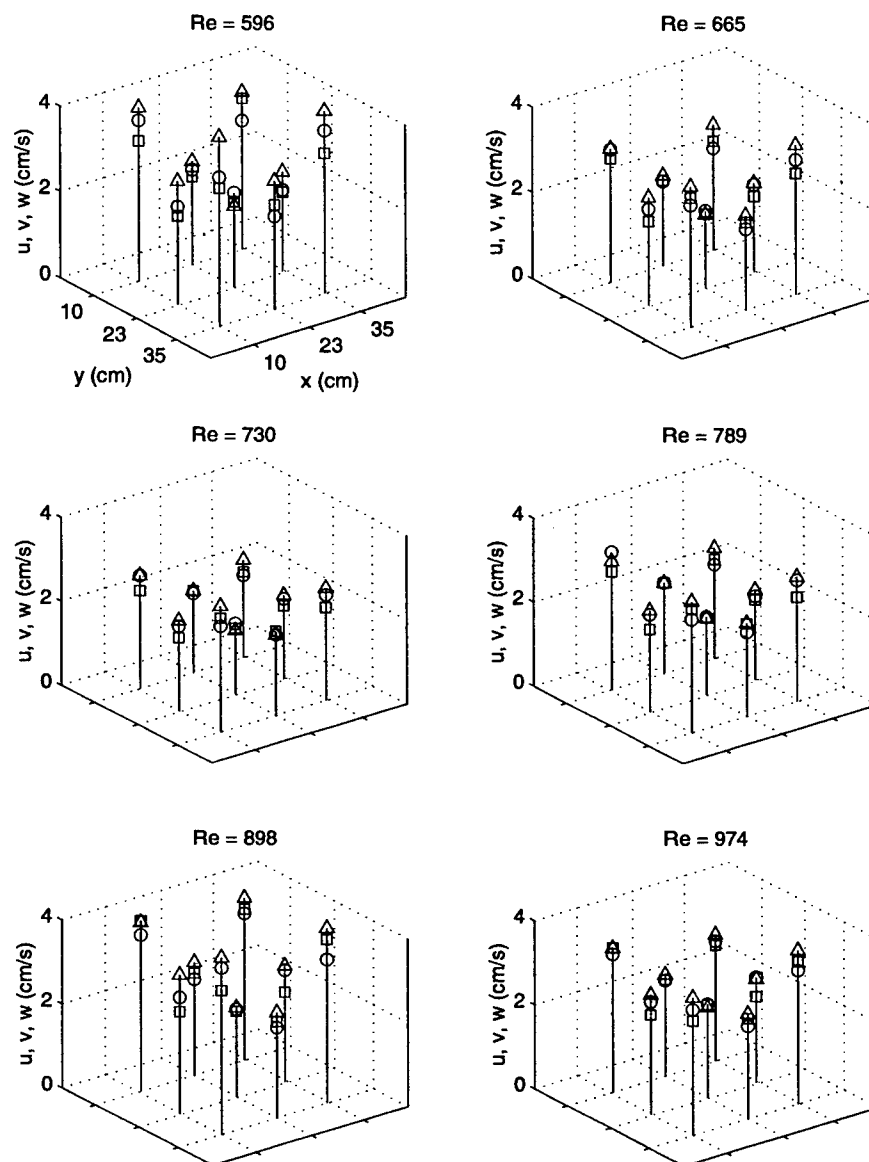 Re = 596
Re = 665
4
2
0
u, v, w (cm/s)
10
23
35
y (cm)
10
23
35
x (cm)
4
2
0
u, v, w (cm/s)
Re = 730
Re = 789
4
2
0
u, v, w (cm/s)
4
2
0
u, v, w (cm/s)
Re = 898
Re = 974
4
2
0
u, v, w (cm/s)
4
2
0
u, v, w (cm/s)